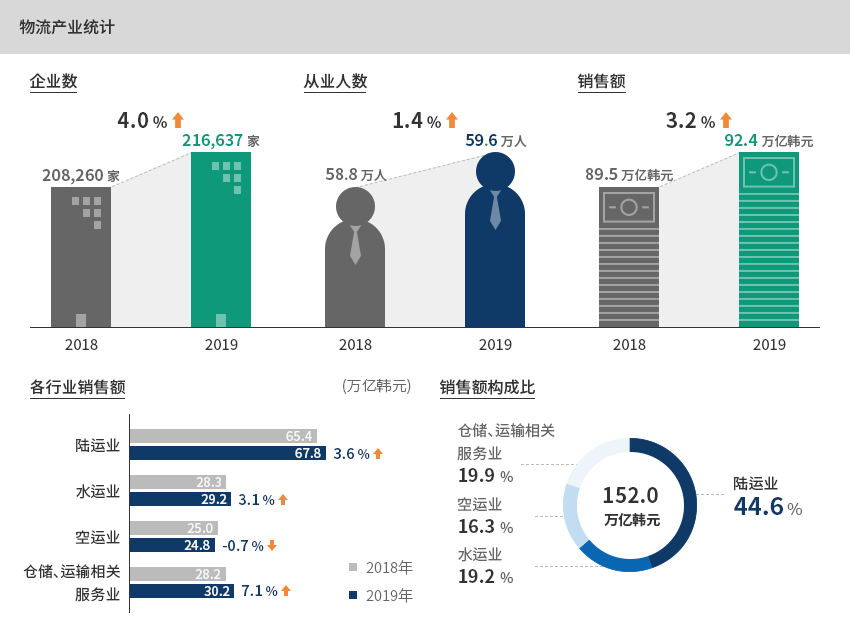 物流产业统计
企业数
4.0 %
208,260 家
216,637 家
2018
2019
从业人数
1.4 %
58.8 万人
59.6 万人
2018
2019
销售额
3.2 %
89.5 万亿韩元
92.4 万亿韩元
2018
2019
各行业销售额
(万亿韩元)
陆运业
65.4
67.8
3.6 %
水运业
28.3
29.2
3.1 %
空运业
25.0
24.8
-0.7 %
仓储、运输相关
服务业
28.2
30.2
7.1 %
2018年
2019年
销售额构成比
仓储、运输相关
服务业
19.9 %
空运业
16.3 %
水运业
19.2 %
152.0
万亿韩元
陆运业
44.6 %